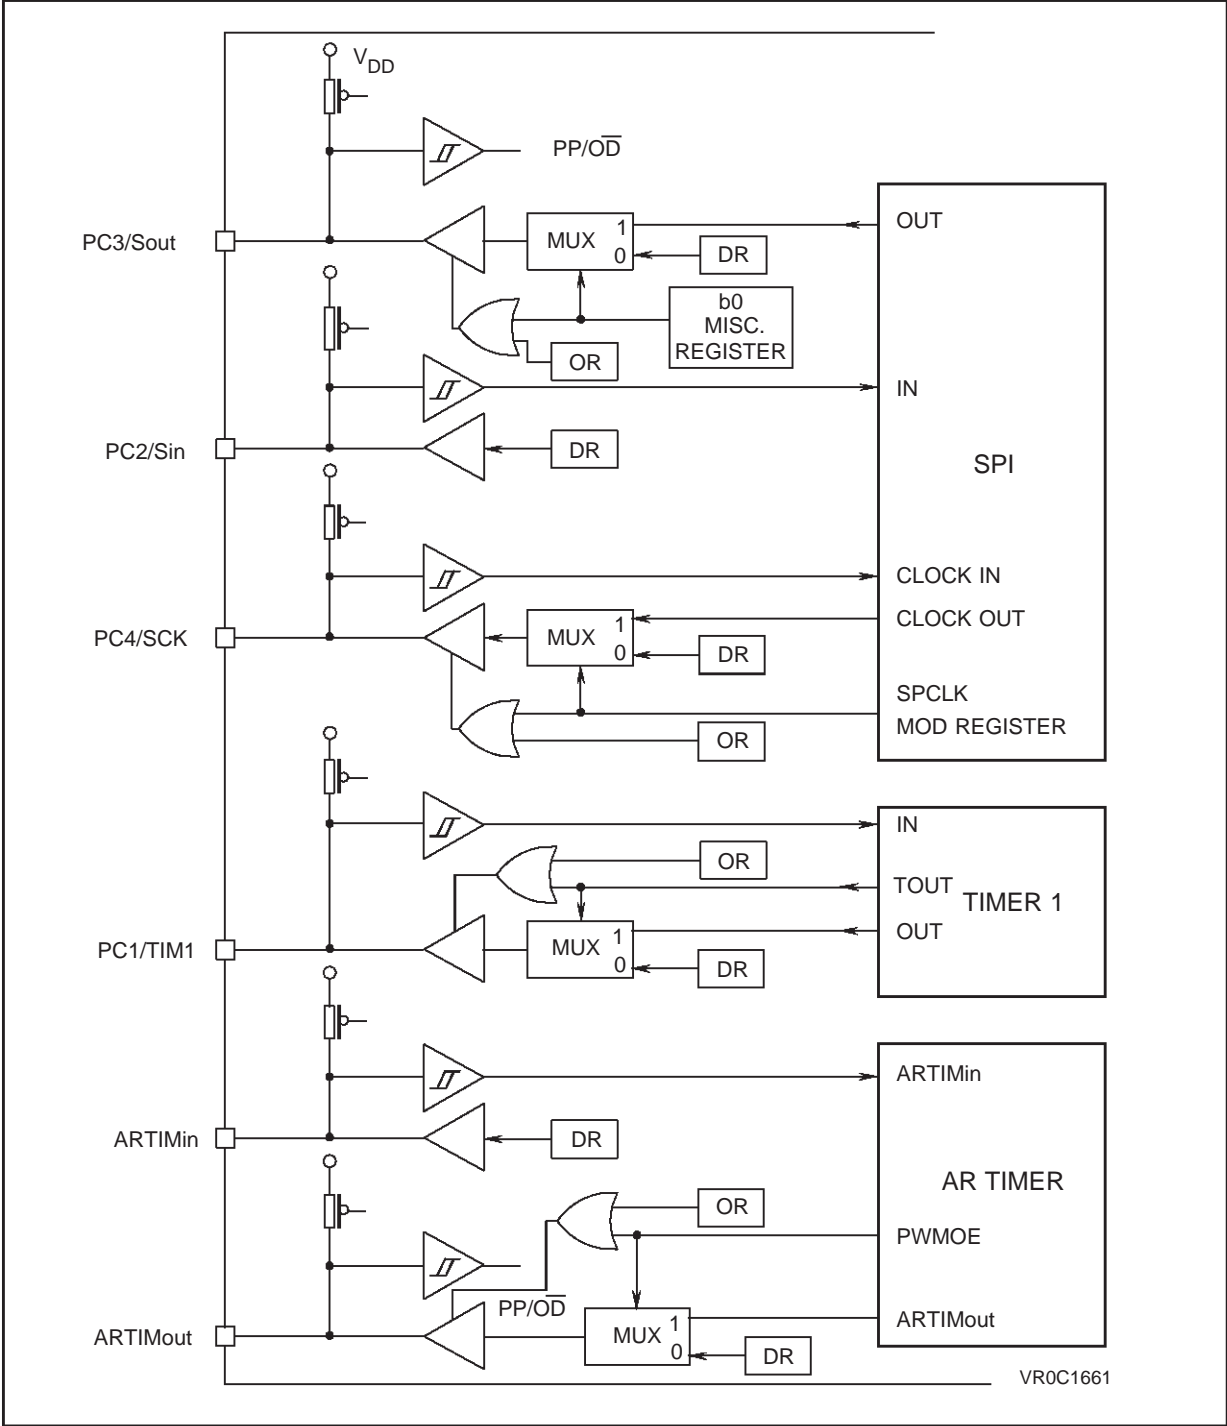 V DD
PP/OD
PC3/Sout
MUX 1 0
OUT
DR
b0
MISC.
REGISTER
OR
IN
PC2/Sin
DR
SPI
CLOCK IN
PC4/SCK
MUX 1 0
CLOCK OUT
DR
SPCLK
MOD REGISTER
OR
IN
OR
TOUT
TIMER 1
PC1/TIM1
MUX 1 0
OUT
DR
ARTIMin
ARTIMin
DR
AR TIMER
OR
PWMOE
PP/OD
ARTIMout
MUX 1 0
ARTIMout
DR
VR0C1661